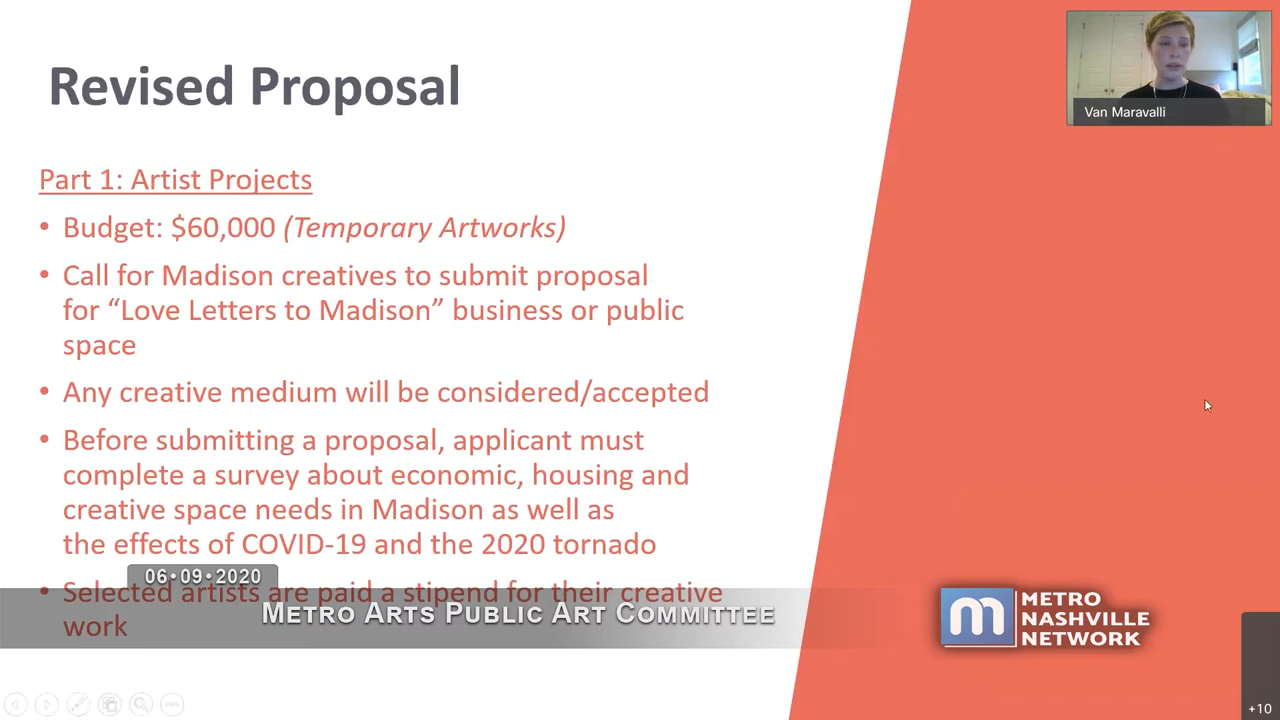 Revised Proposal
Van Maravalli
Part 1: Artist Projects
• Budget: $60,000 (Temporary Artworks)
• Call for Madison creatives to submit proposal
for “Love Letters to Madison” business or public
space
• Any creative medium will be considered/accepted
• Before submitting a proposal, applicant must
complete a survey about economic, housing and
creative space needs in Madison as well as
the effects of COVID-19 and the 2020 tornado
• Selected artists are paid a stipend for their creative
work
06•09•2020
METRO ARTS PUBLIC ART COMMITTEE
METRO
NASHVILLE
NETWORK
+10